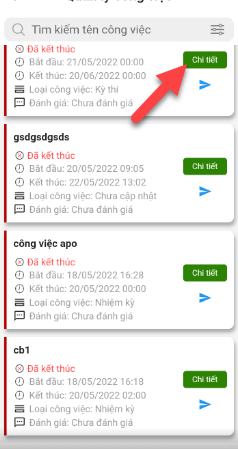 Tìm kiếm tên công việc
Đã kết thúc
Bắt đầu: 21/05/2022 00:00
Chi tiết
Kết thúc: 20/06/2022 00:00
Loại công việc: Kỳ thi
Đánh giá: Chưa đánh giá
gsdgsdgsds
Đã kết thúc
Bắt đầu: 20/05/2022 09:05
Chi tiết
Kết thúc: 22/05/2022 13:02
Loại công việc: Chưa cập nhật
Đánh giá: Chưa đánh giá
công việc apo
Đã kết thúc
Bắt đầu: 18/05/2022 16:28
Chi tiết
Kết thúc: 20/05/2022 00:00
Loại công việc: Nhiệm kỳ
Đánh giá: Chưa đánh giá
cb1
Đã kết thúc
Bắt đầu: 18/05/2022 16:18
Chi tiết
Kết thúc: 20/05/2022 02:00
Loại công việc: Nhiệm kỳ
Đánh giá: Chưa đánh giá